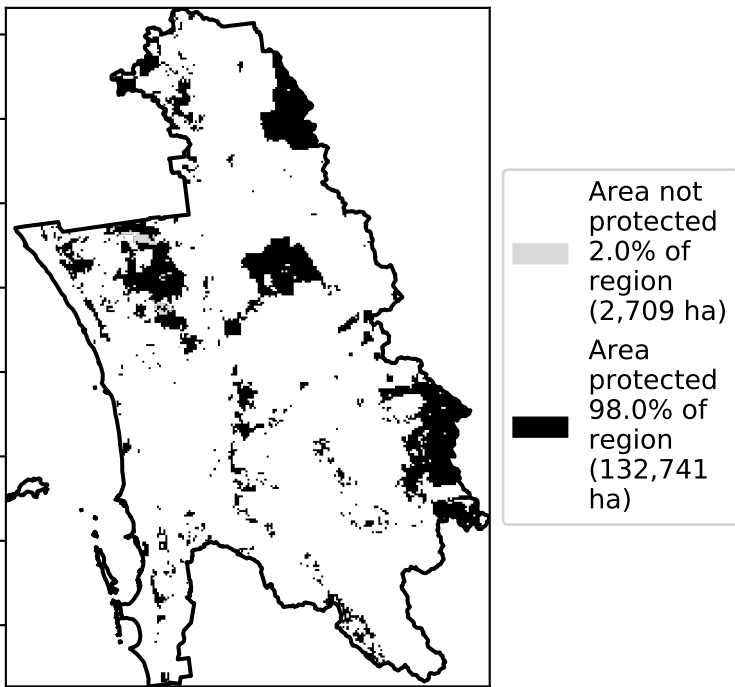 Area not
protected
2.0% of
region
(2,709 ha)
Area
protected
98.0% of
region
(132,741
ha)